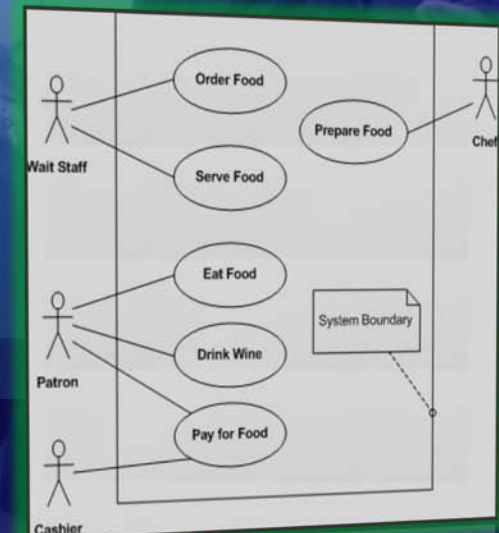 Order Food
Prepare Food
Chef
Wait Staff
Serve Food
Eat Food
System Boundary
Drink Wine
Patron
Pay for Food
Cashier